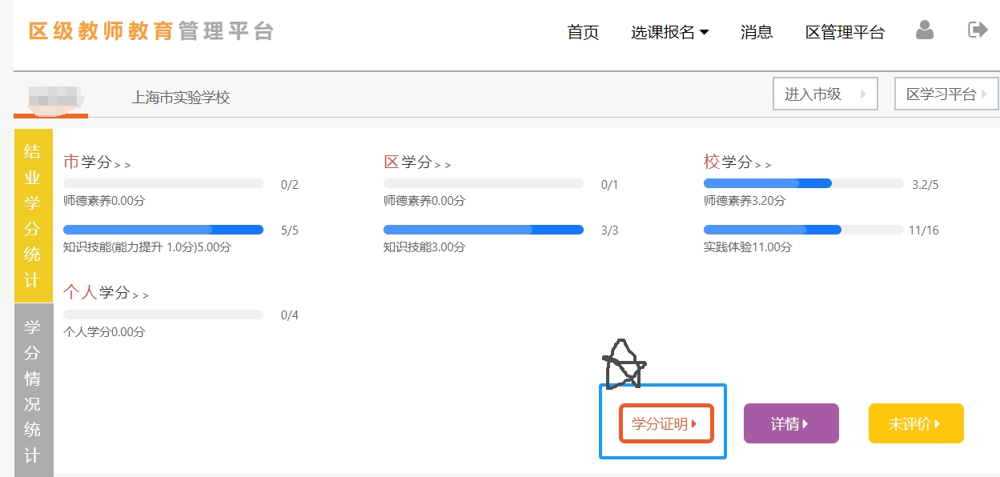 区级教师教育管理平台
首页 选课报名 消息 区管理平台
上海市实验学校 进入市级 区学习平台
结业学分统计
市学分>>
0/2
师德素养0.00分
5/5
知识技能(能力提升 1.0分)5.00分
区学分>>
0/1
师德素养0.00分
3/3
知识技能3.00分
校学分>>
3.2/5
师德素养3.20分
11/16
实践体验11.00分
个人学分>>
0/4
个人学分0.00分
学分情况统计
学分证明 详情 未评价